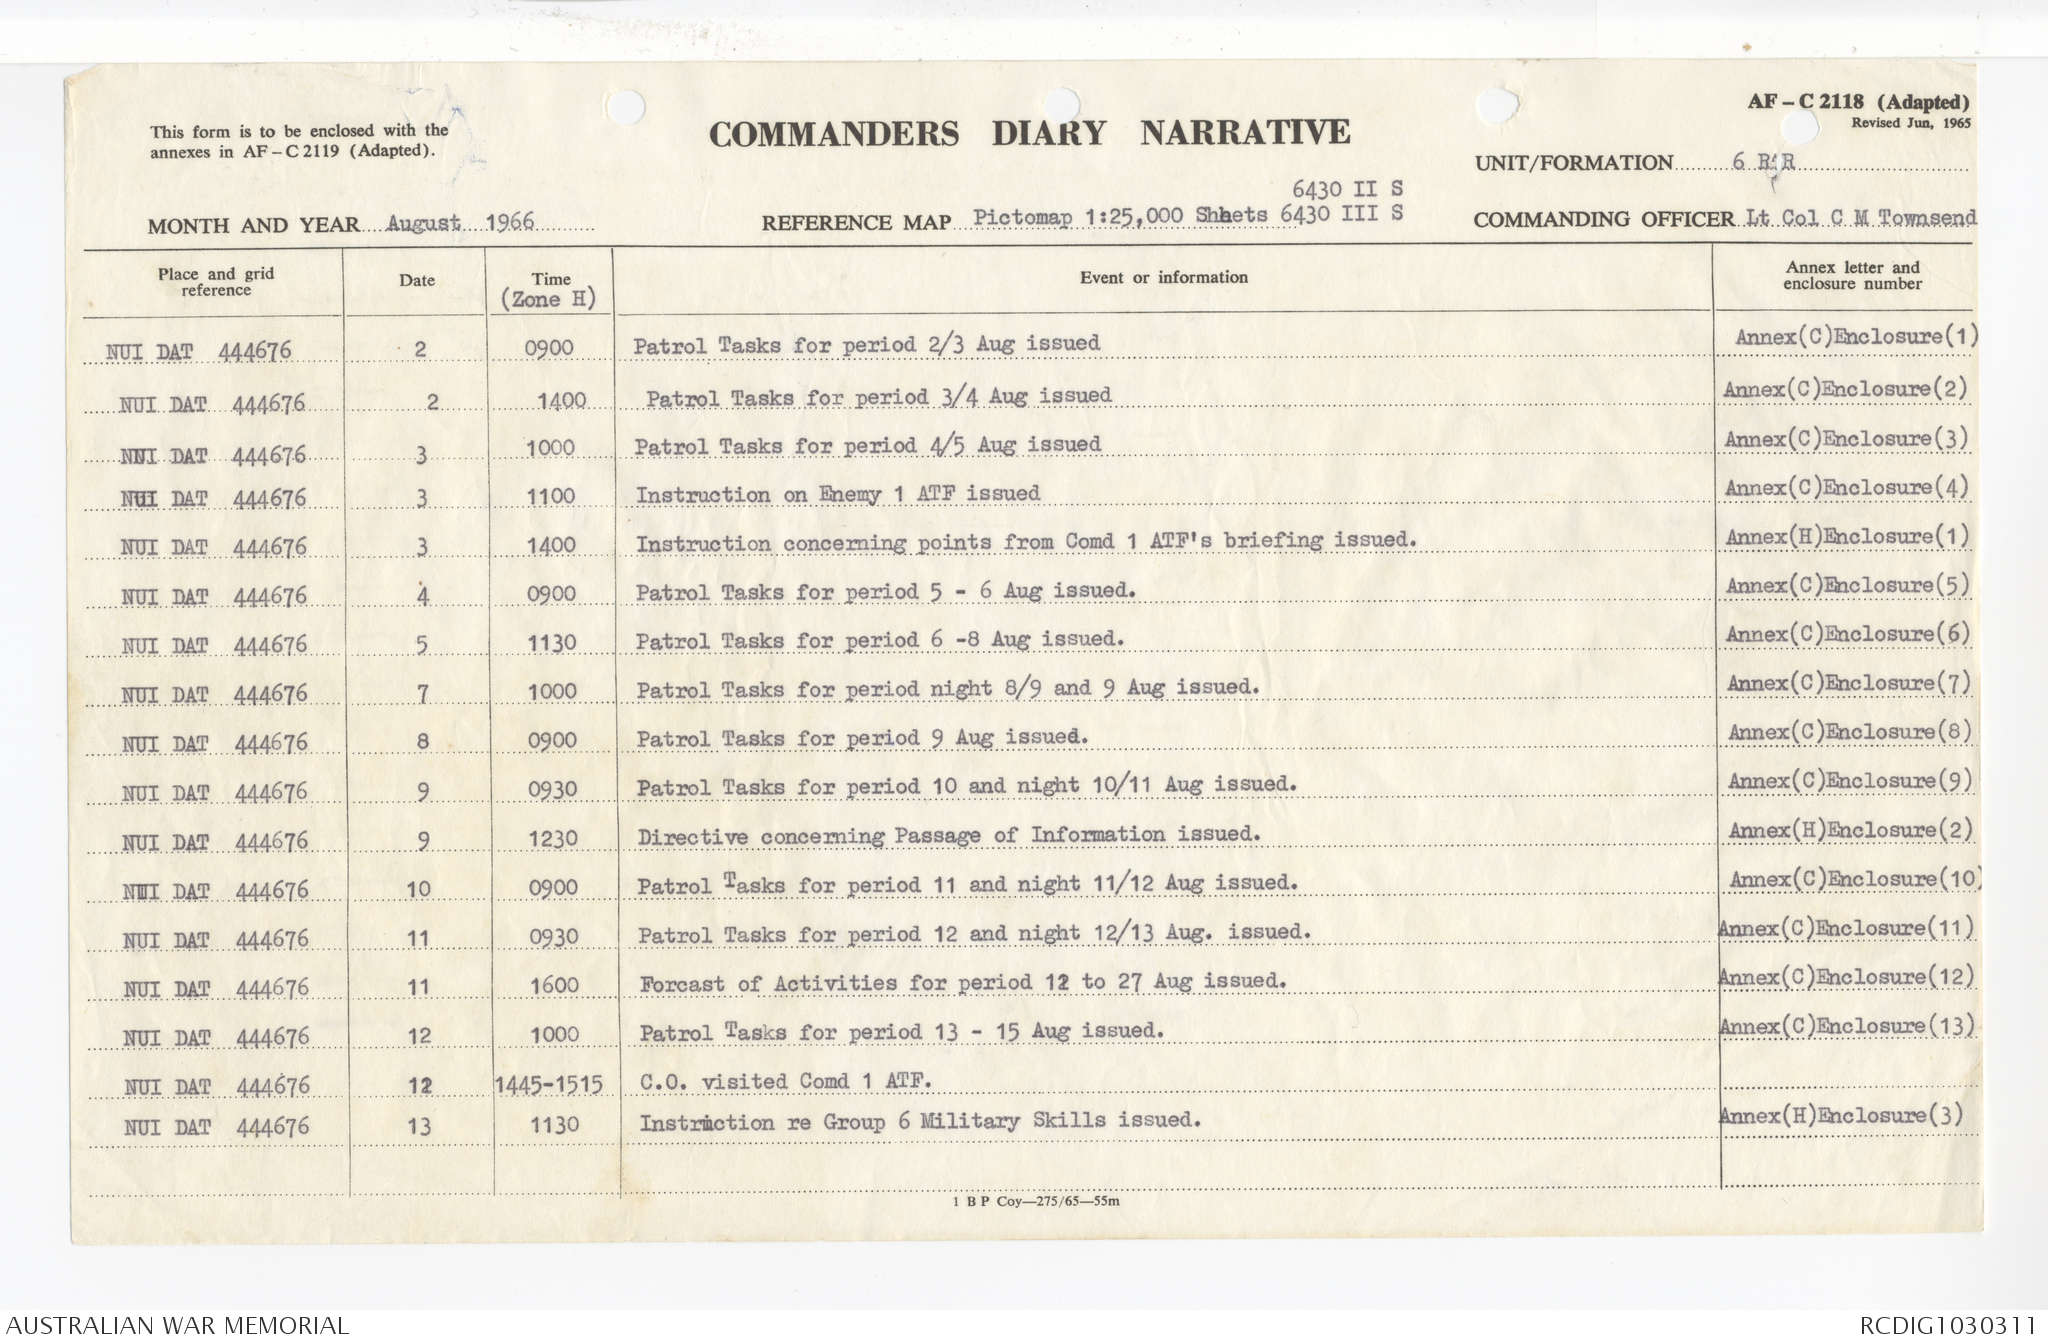 This form is to be enclosed with the
annexes in AF – C 2119 (Adapted).
COMMANDERS DIARY NARRATIVE
AF – C 2118 (Adapted)
Revised Jun, 1965
UNIT/FORMATION 6 RAR
6430 II S
MONTH AND YEAR August 1966
REFERENCE MAP Pictomap 1:25,000 Shhets 6430 III S
COMMANDING OFFICER Lt Col C M Townsend
Place and grid reference Date Time (Zone H) Event or information Annex letter and enclosure number
NUI DAT 444676 2 0900 Patrol Tasks for period 2/3 Aug issued Annex(C)Enclosure(1)
NUI DAT 444676 2 1400 Patrol Tasks for period 3/4 Aug issued Annex(C)Enclosure(2)
NUI DAT 444676 3 1000 Patrol Tasks for period 4/5 Aug issued Annex(C)Enclosure(3)
NUI DAT 444676 3 1100 Instruction on Enemy 1 ATF issued Annex(C)Enclosure(4)
NUI DAT 444676 3 1400 Instruction concerning points from Comd 1 ATF's briefing issued. Annex(H)Enclosure(1)
NUI DAT 444676 4 0900 Patrol Tasks for period 5 - 6 Aug issued. Annex(C)Enclosure(5)
NUI DAT 444676 5 1130 Patrol Tasks for period 6 -8 Aug issued. Annex(C)Enclosure(6)
NUI DAT 444676 7 1000 Patrol Tasks for period night 8/9 and 9 Aug issued. Annex(C)Enclosure(7)
NUI DAT 444676 8 0900 Patrol Tasks for period 9 Aug issued. Annex(C)Enclosure(8)
NUI DAT 444676 9 0930 Patrol Tasks for period 10 and night 10/11 Aug issued. Annex(C)Enclosure(9)
NUI DAT 444676 9 1230 Directive concerning Passage of Information issued. Annex(H)Enclosure(2)
NUI DAT 444676 10 0900 Patrol Tasks for period 11 and night 11/12 Aug issued. Annex(C)Enclosure(10)
NUI DAT 444676 11 0930 Patrol Tasks for period 12 and night 12/13 Aug. issued. Annex(C)Enclosure(11)
NUI DAT 444676 11 1600 Forcast of Activities for period 12 to 27 Aug issued. Annex(C)Enclosure(12)
NUI DAT 444676 12 1000 Patrol Tasks for period 13 - 15 Aug issued. Annex(C)Enclosure(13)
NUI DAT 444676 12 1445-1515 C.O. visited Comd 1 ATF.
NUI DAT 444676 13 1130 Instruction re Group 6 Military Skills issued. Annex(H)Enclosure(3)
1 B P Coy—275/65—55m
AUSTRALIAN WAR MEMORIAL
RCDIG1030311